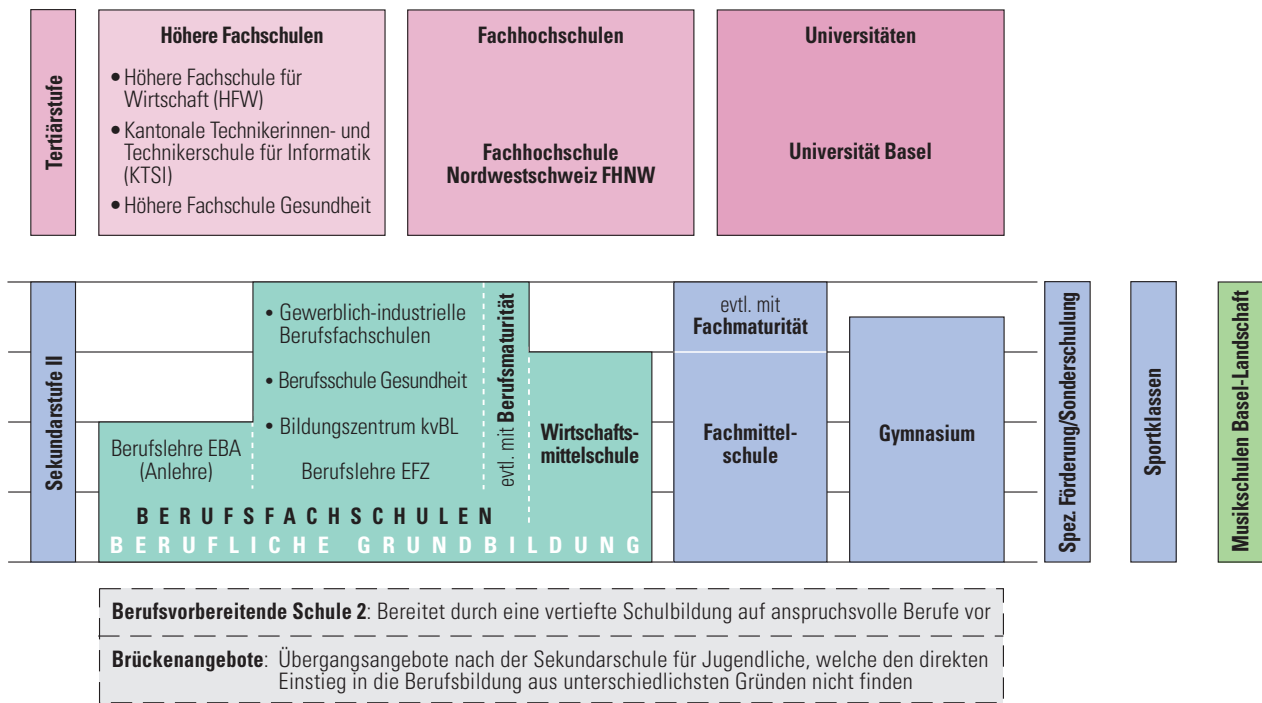 Tertiärstufe
Höhere Fachschulen
• Höhere Fachschule für
Wirtschaft (HFW)
• Kantonale Technikerinnen- und
Technikerschule für Informatik
(KTSI)
• Höhere Fachschule Gesundheit
Fachhochschulen
Fachhochschule
Nordwestschweiz FHNW
Universitäten
Universität Basel
Sekundarstufe II
Berufslehre EBA
(Anlehre)
• Gewerblich-industrielle
Berufsfachschulen
• Berufsschule Gesundheit
• Bildungszentrum kvBL
Berufslehre EFZ
evtl. mit Berufsmaturität
Wirtschafts-
mittelschule
BERUFSFACHSCHULEN
BERUFLICHE GRUNDBILDUNG
evtl. mit
Fachmaturität
Fachmittel-
schule
Gymnasium
Spez. Förderung/Sonderschulung
Sportklassen
Musikschulen Basel-Landschaft
Berufsvorbereitende Schule 2: Bereitet durch eine vertiefte Schulbildung auf anspruchsvolle Berufe vor
Brückenangebote: Übergangsangebote nach der Sekundarschule für Jugendliche, welche den direkten
Einstieg in die Berufsbildung aus unterschiedlichsten Gründen nicht finden